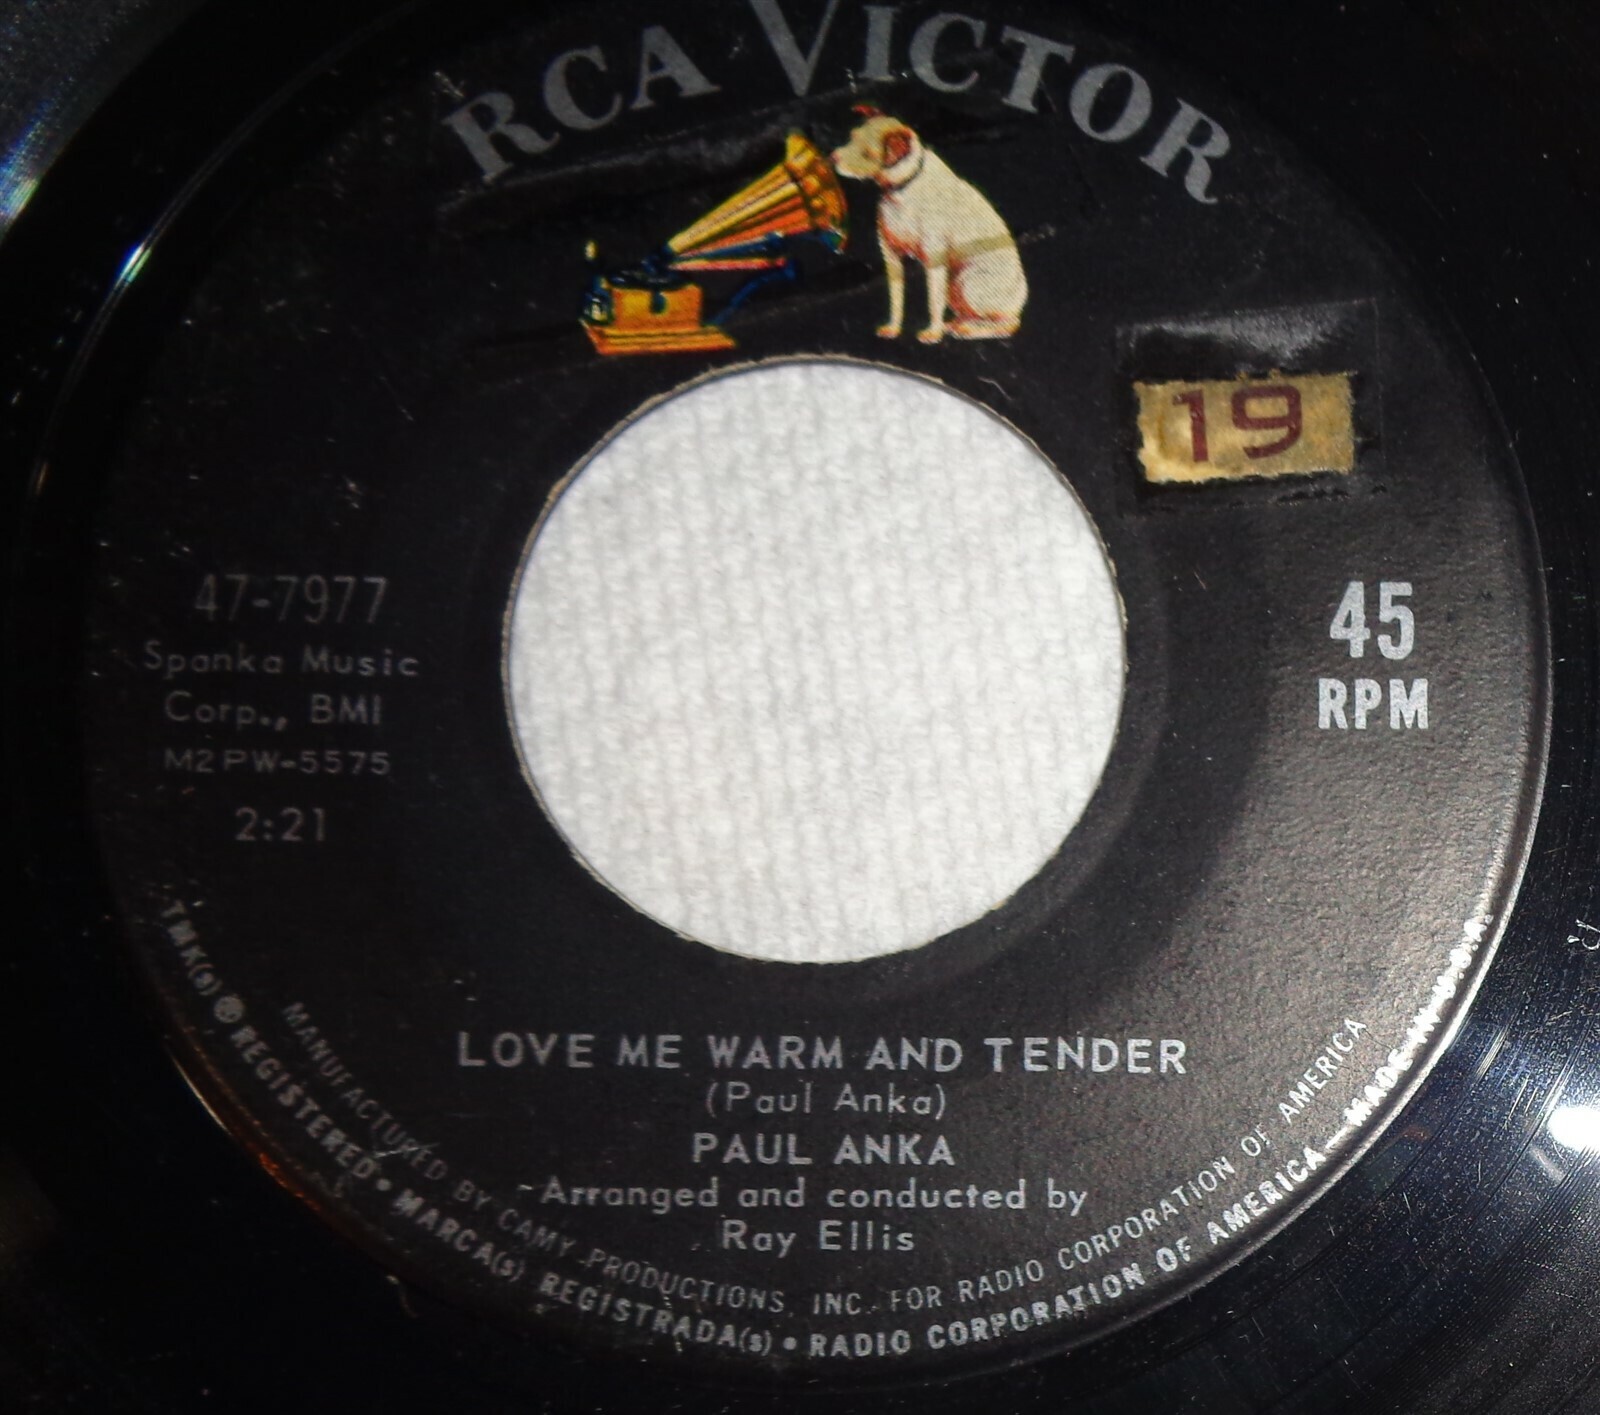 RCA VICTOR
19
47-7977
Spanka Music
Corp., BMI
M2PW-5575
2:21
45
RPM
LOVE ME WARM AND TENDER
(Paul Anka)
PAUL ANKA
-Arranged and conducted by
Ray Ellis
MANUFACTURED BY CAMY PRODUCTIONS, INC. FOR RADIO CORPORATION OF AMERICA
TMK(s) ® REGISTERED • MARCA(s) REGISTRADA(s) • RADIO CORPORATION OF AMERICA—MADE IN U.S.A.